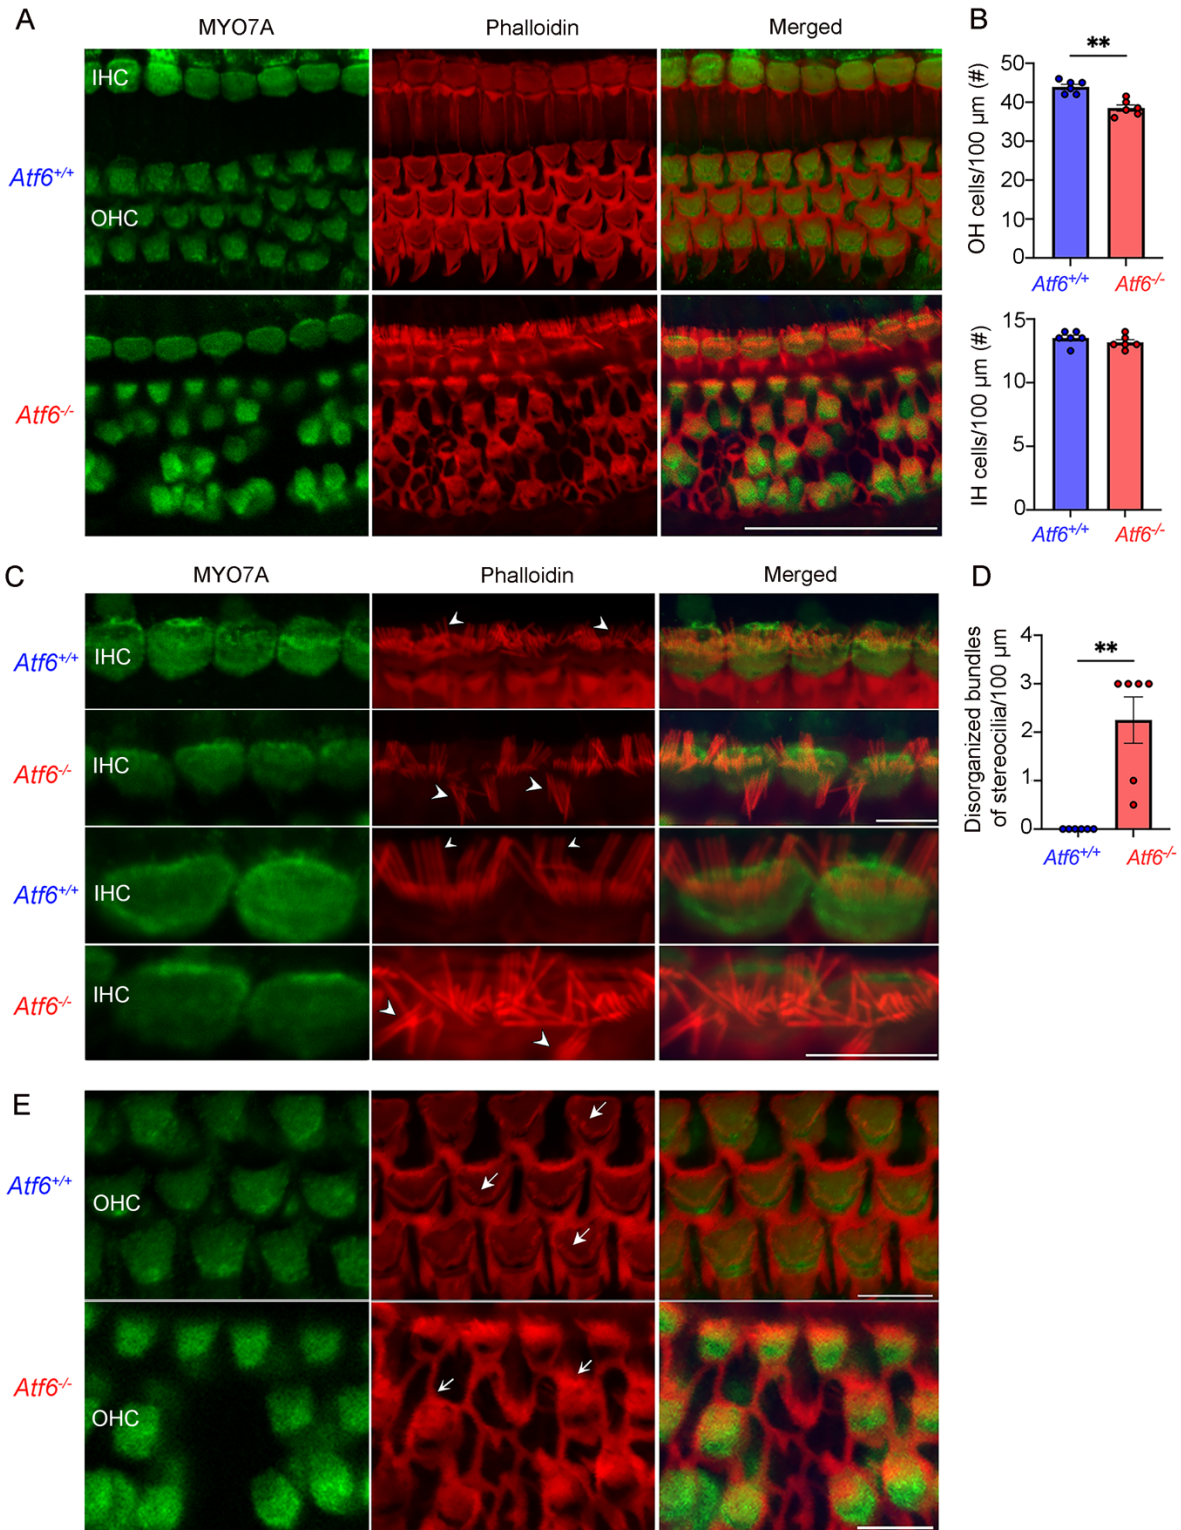 A
MYO7A
Phalloidin
Merged
IHC
Atf6+/+
OHC
Atf6-/-
B
**
OH cells/100 µm (#)
50
40
30
20
10
0
Atf6+/+
Atf6-/-
IH cells/100 µm (#)
15
10
5
0
Atf6+/+
Atf6-/-
C
MYO7A
Phalloidin
Merged
Atf6+/+
IHC
Atf6-/-
IHC
Atf6+/+
IHC
Atf6-/-
IHC
D
**
Disorganized bundles
of stereocilia/100 µm
4
3
2
1
0
Atf6+/+
Atf6-/-
E
Atf6+/+
OHC
Atf6-/-
OHC